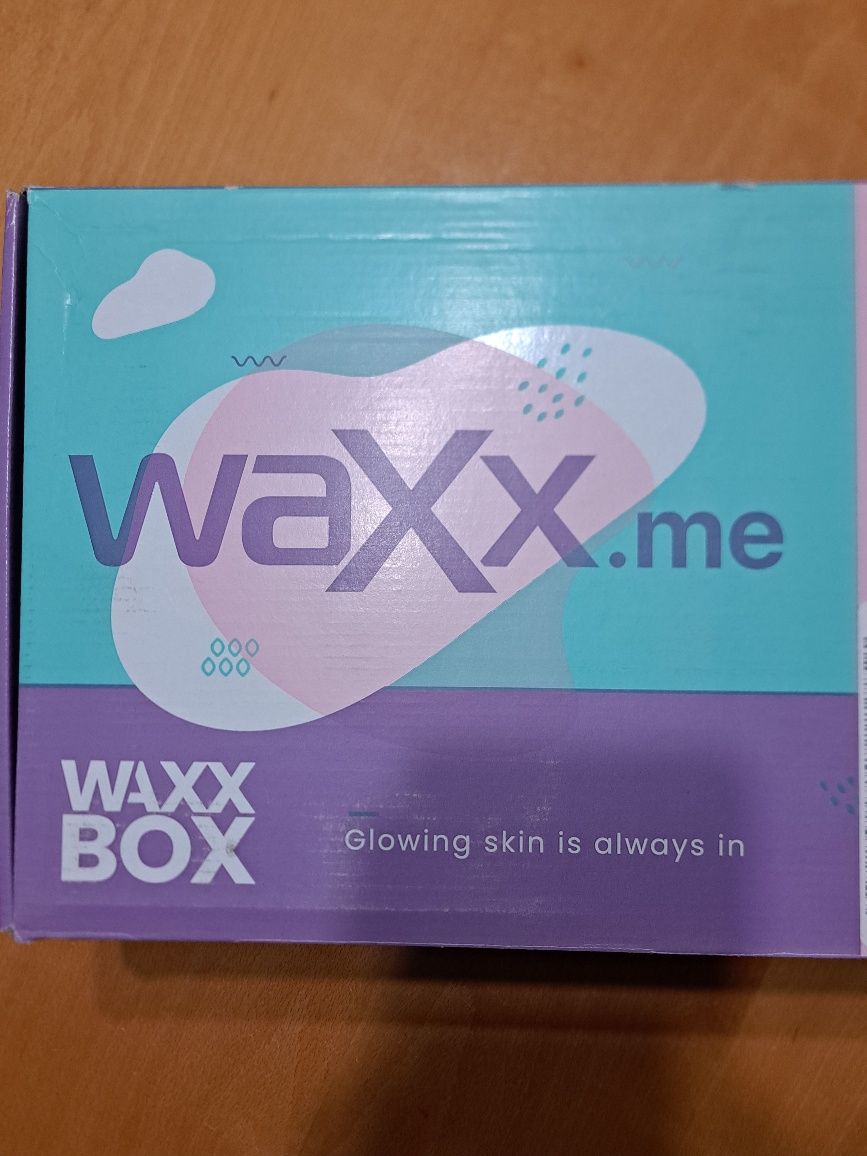 waXx.me
WAXX
BOX
Glowing skin is always in